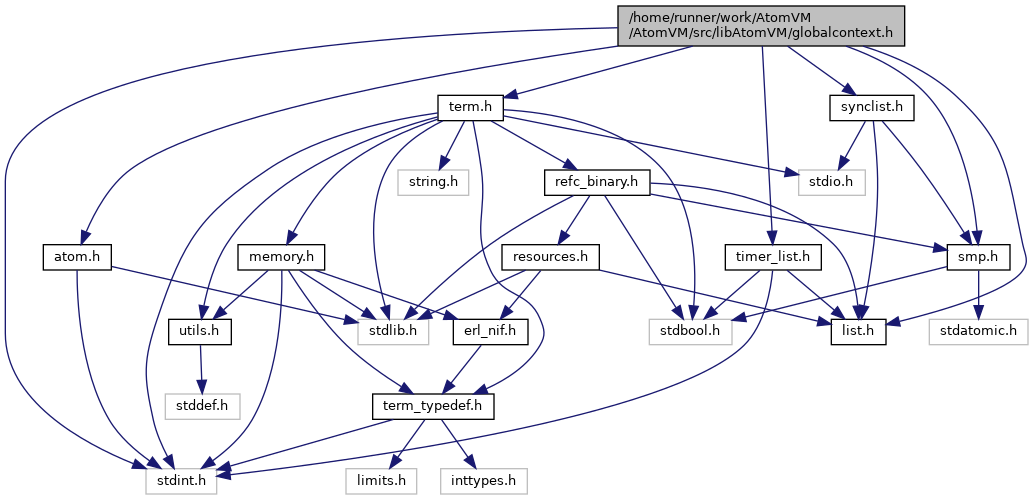 /home/runner/work/AtomVM
/AtomVM/src/libAtomVM/globalcontext.h
term.h
synclist.h
string.h
refc_binary.h
stdio.h
atom.h
memory.h
resources.h
timer_list.h
smp.h
utils.h
stdlib.h
erl_nif.h
stdbool.h
list.h
stdatomic.h
stddef.h
term_typedef.h
stdint.h
limits.h
inttypes.h